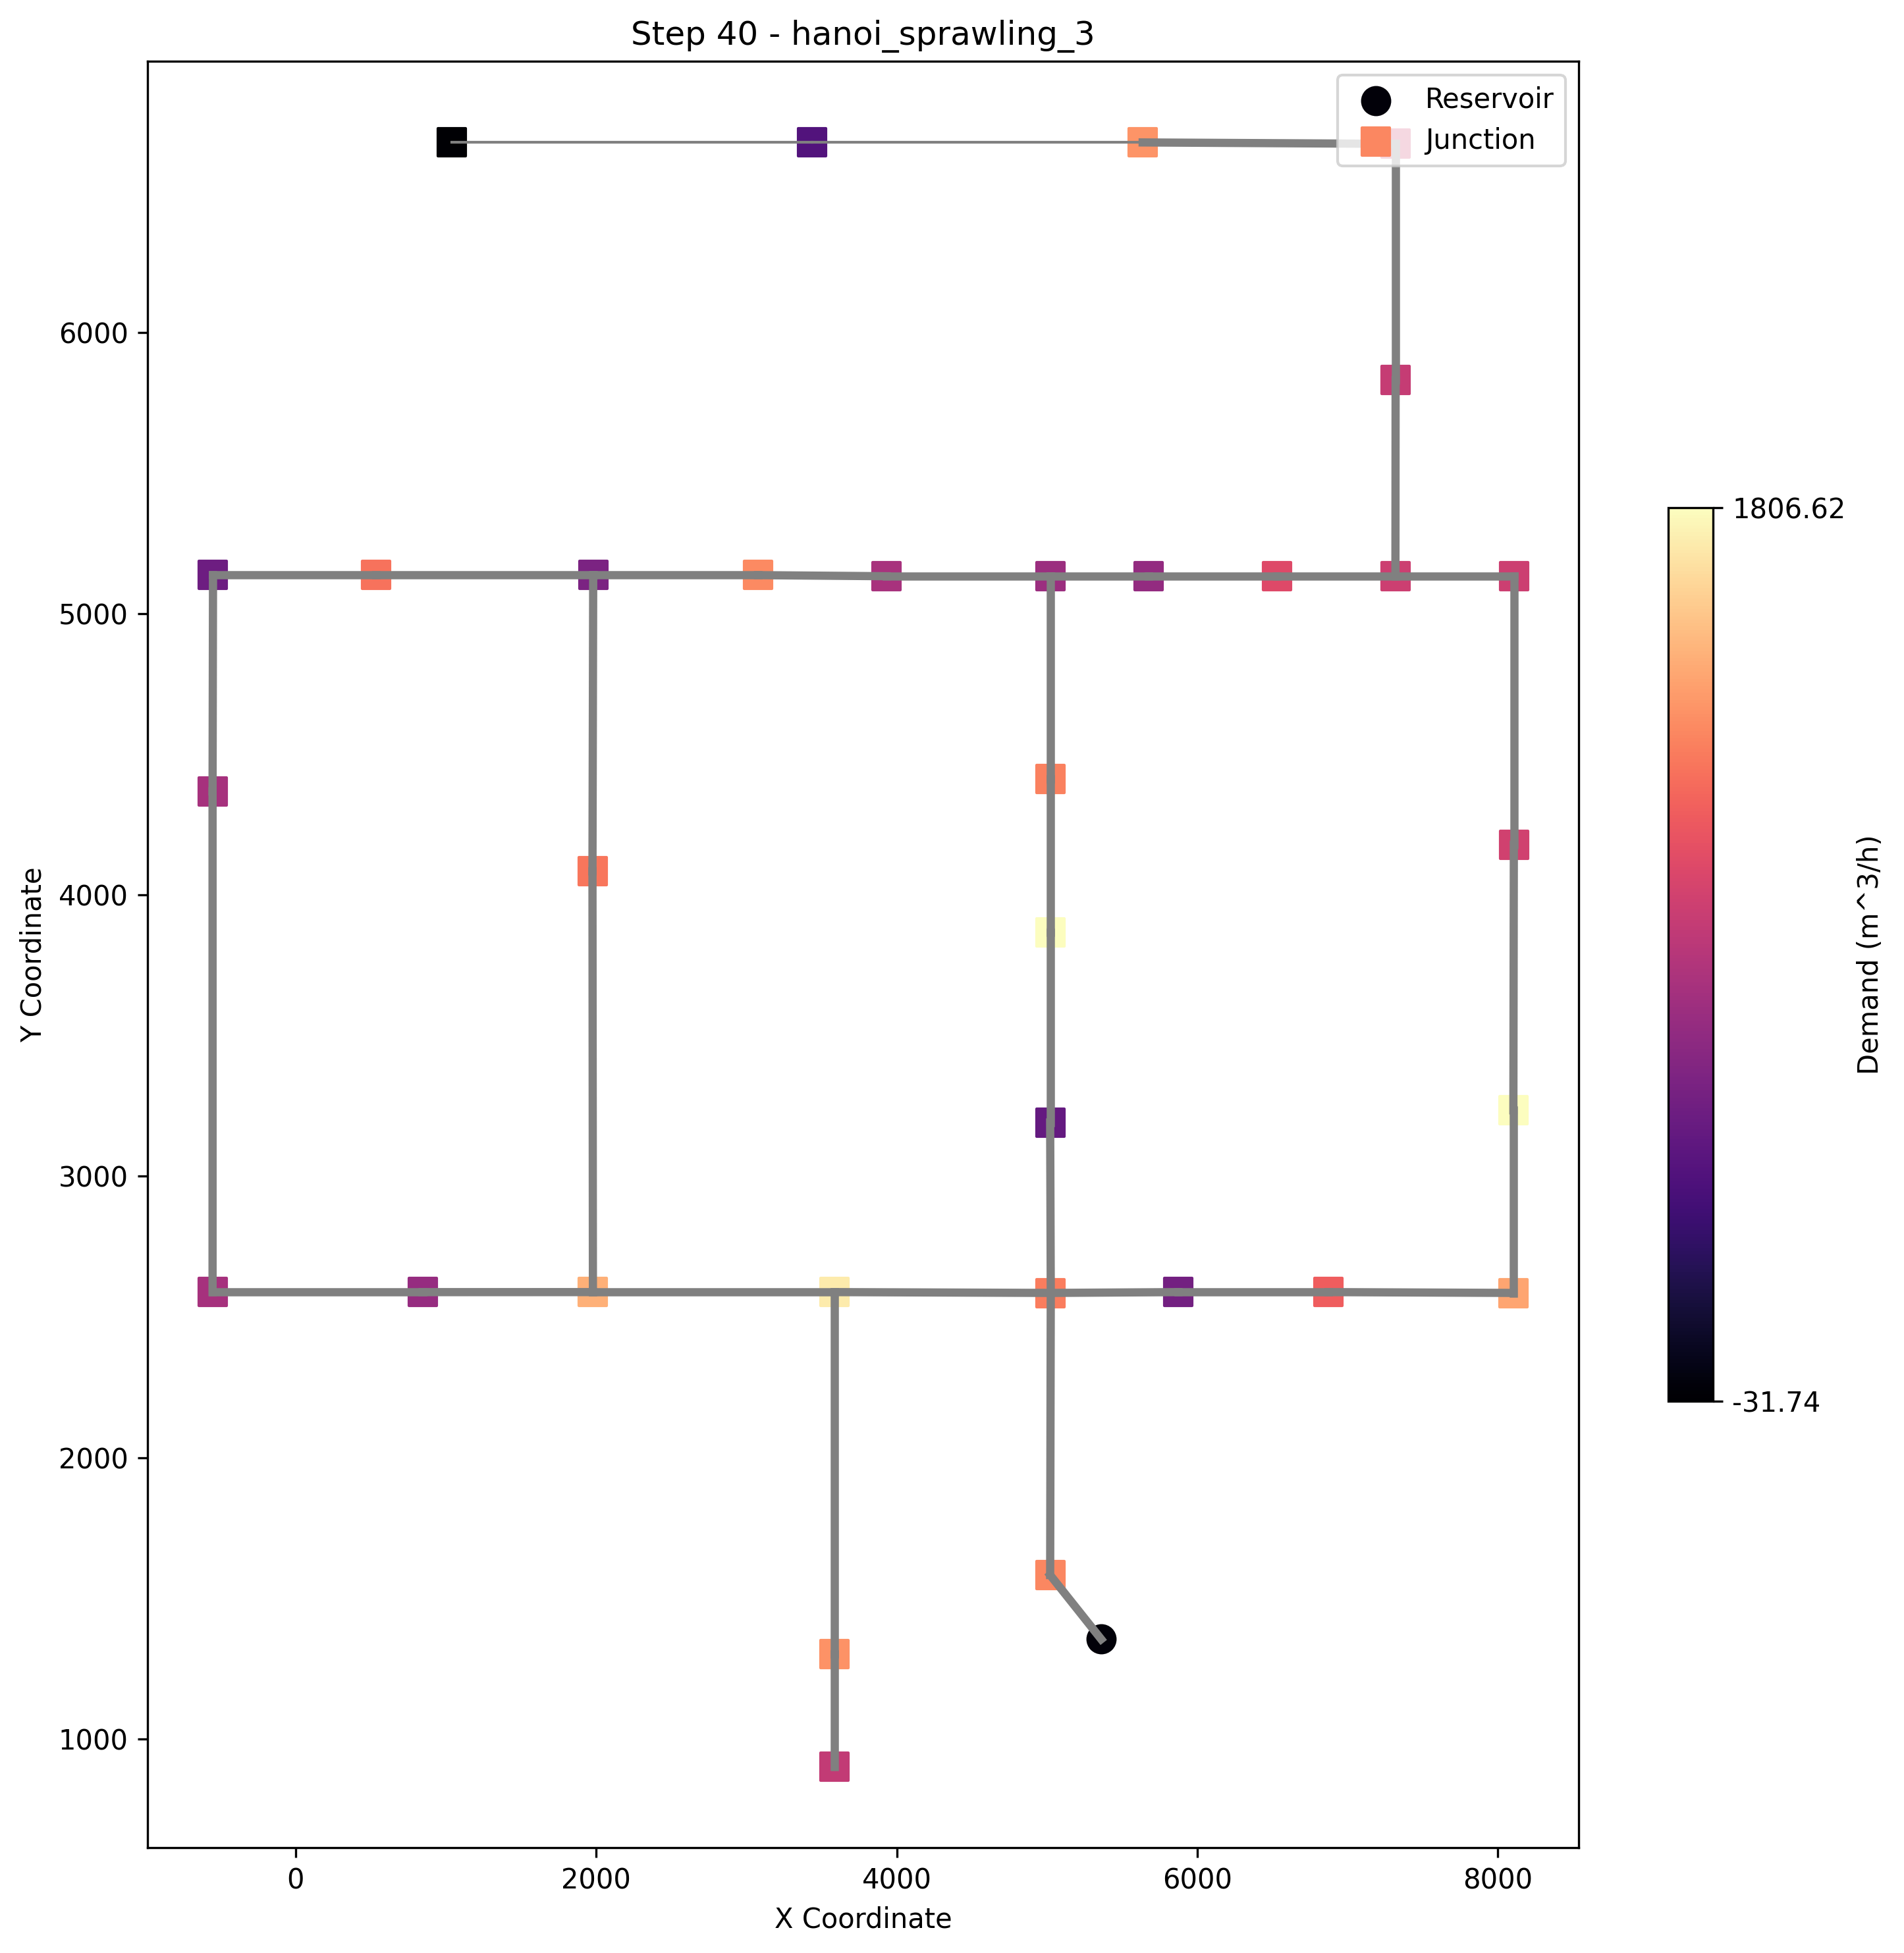 Step 40 - hanoi_sprawling_3
Reservoir
Junction
6000
5000
4000
3000
2000
1000
Y Coordinate
0 2000 4000 6000 8000
X Coordinate
1806.62
-31.74
Demand (m^3/h)